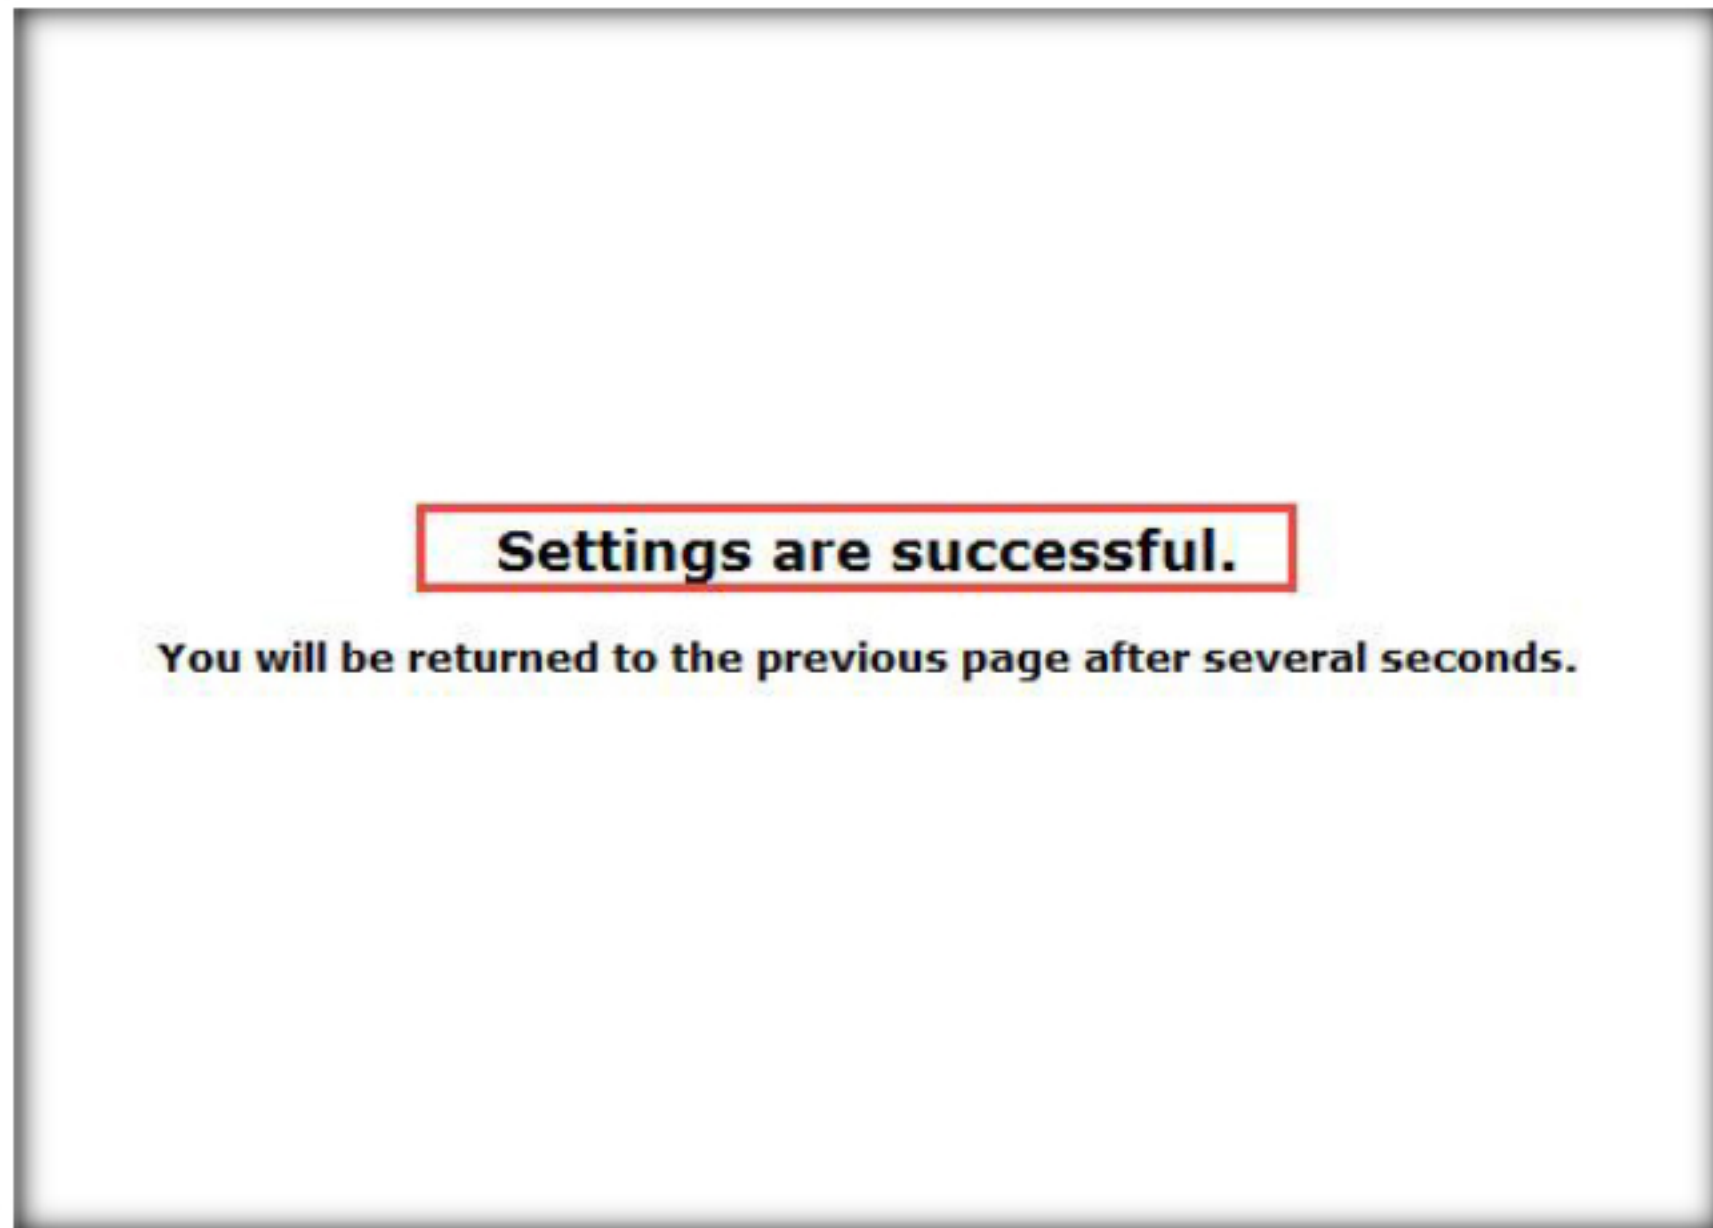 Settings are successful.
You will be returned to the previous page after several seconds.